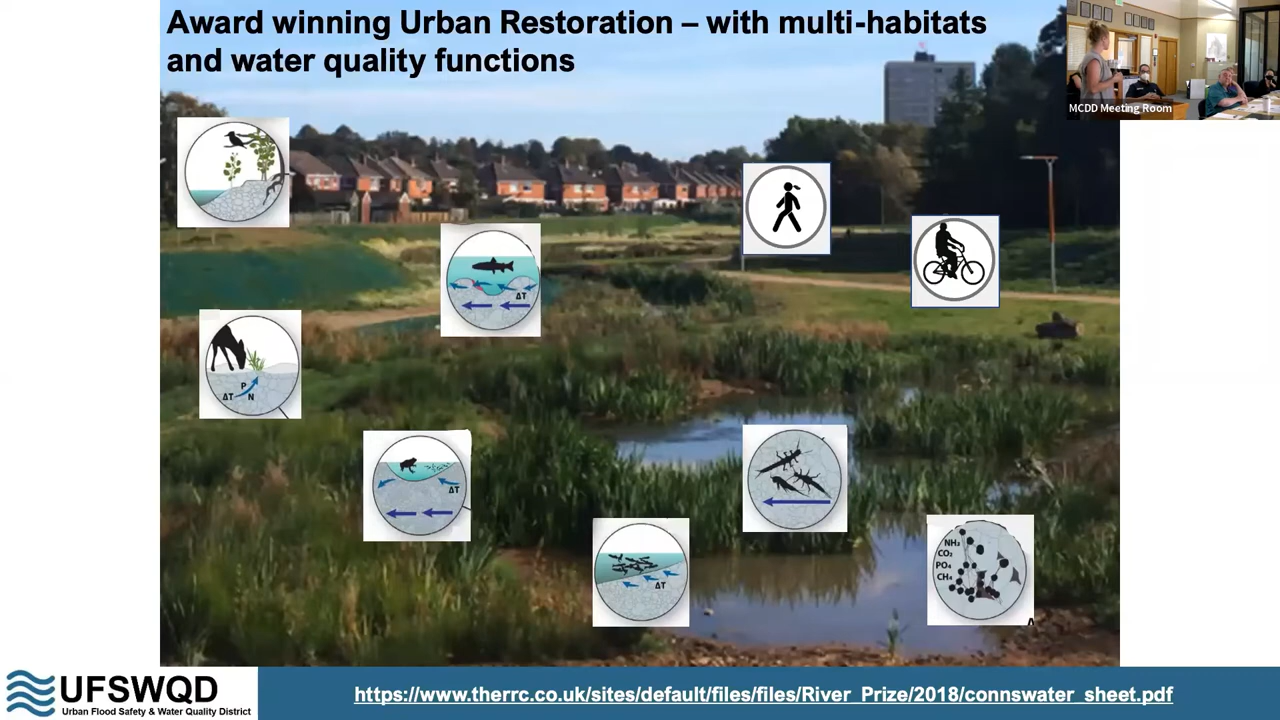 Award winning Urban Restoration – with multi-habitats
and water quality functions
MCDD Meeting Room
ΔT
P
ΔT N
ΔT
ΔT
NH₃
CO₂
PO₄
CH₄
UFSWQD
Urban Flood Safety & Water Quality District
https://www.therrc.co.uk/sites/default/files/files/River_Prize/2018/connswater_sheet.pdf